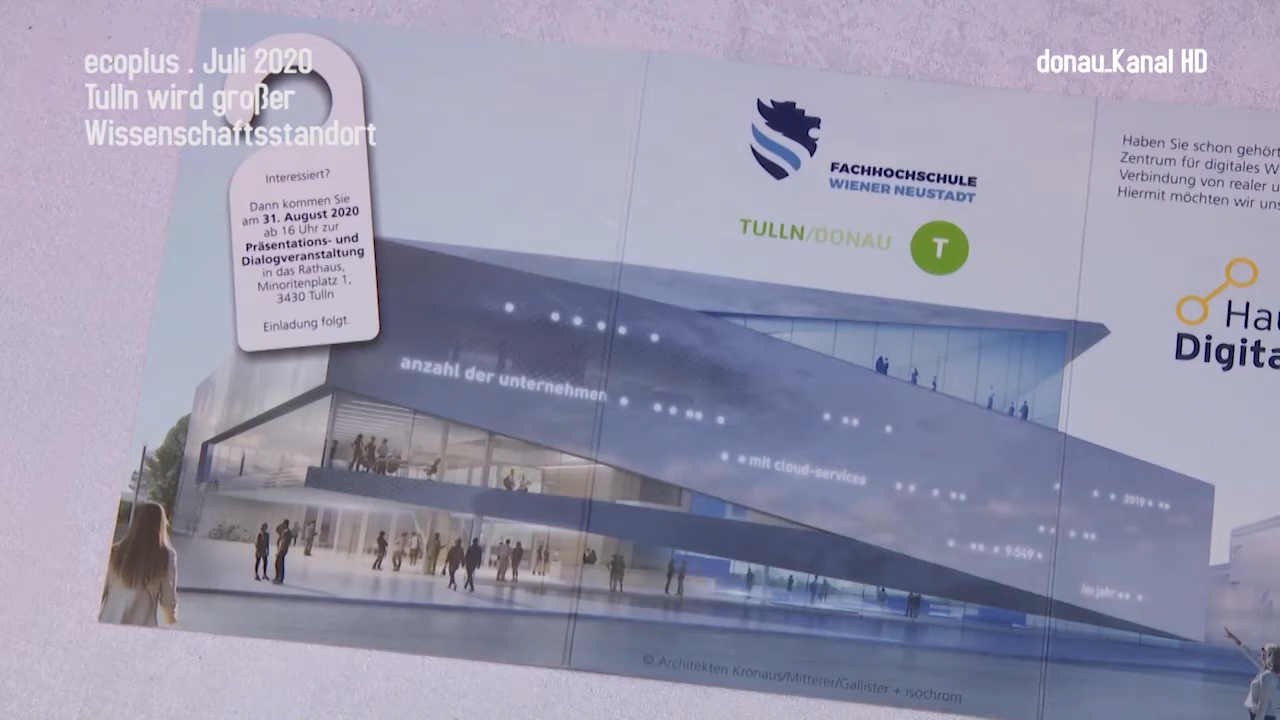 ecoplus . Juli 2020
Tulln wird großer
Wissenschaftsstandort
donau_Kanal HD
Interessiert?
Dann kommen Sie
am 31. August 2020
ab 16 Uhr zur
Präsentations- und
Dialogveranstaltung
in das Rathaus,
Minoritenplatz 1,
3430 Tulln
Einladung folgt.
FACHHOCHSCHULE
WIENER NEUSTADT
TULLN/DONAU
T
Haben Sie schon gehört
Zentrum für digitales W
Verbindung von realer u
Hiermit möchten wir uns
Hau
Digita
anzahl der unternehmen
mit cloud-services
2019
9.549
im jahr
© Architekten Kronaus/Mitterer/Gallister + isochrom